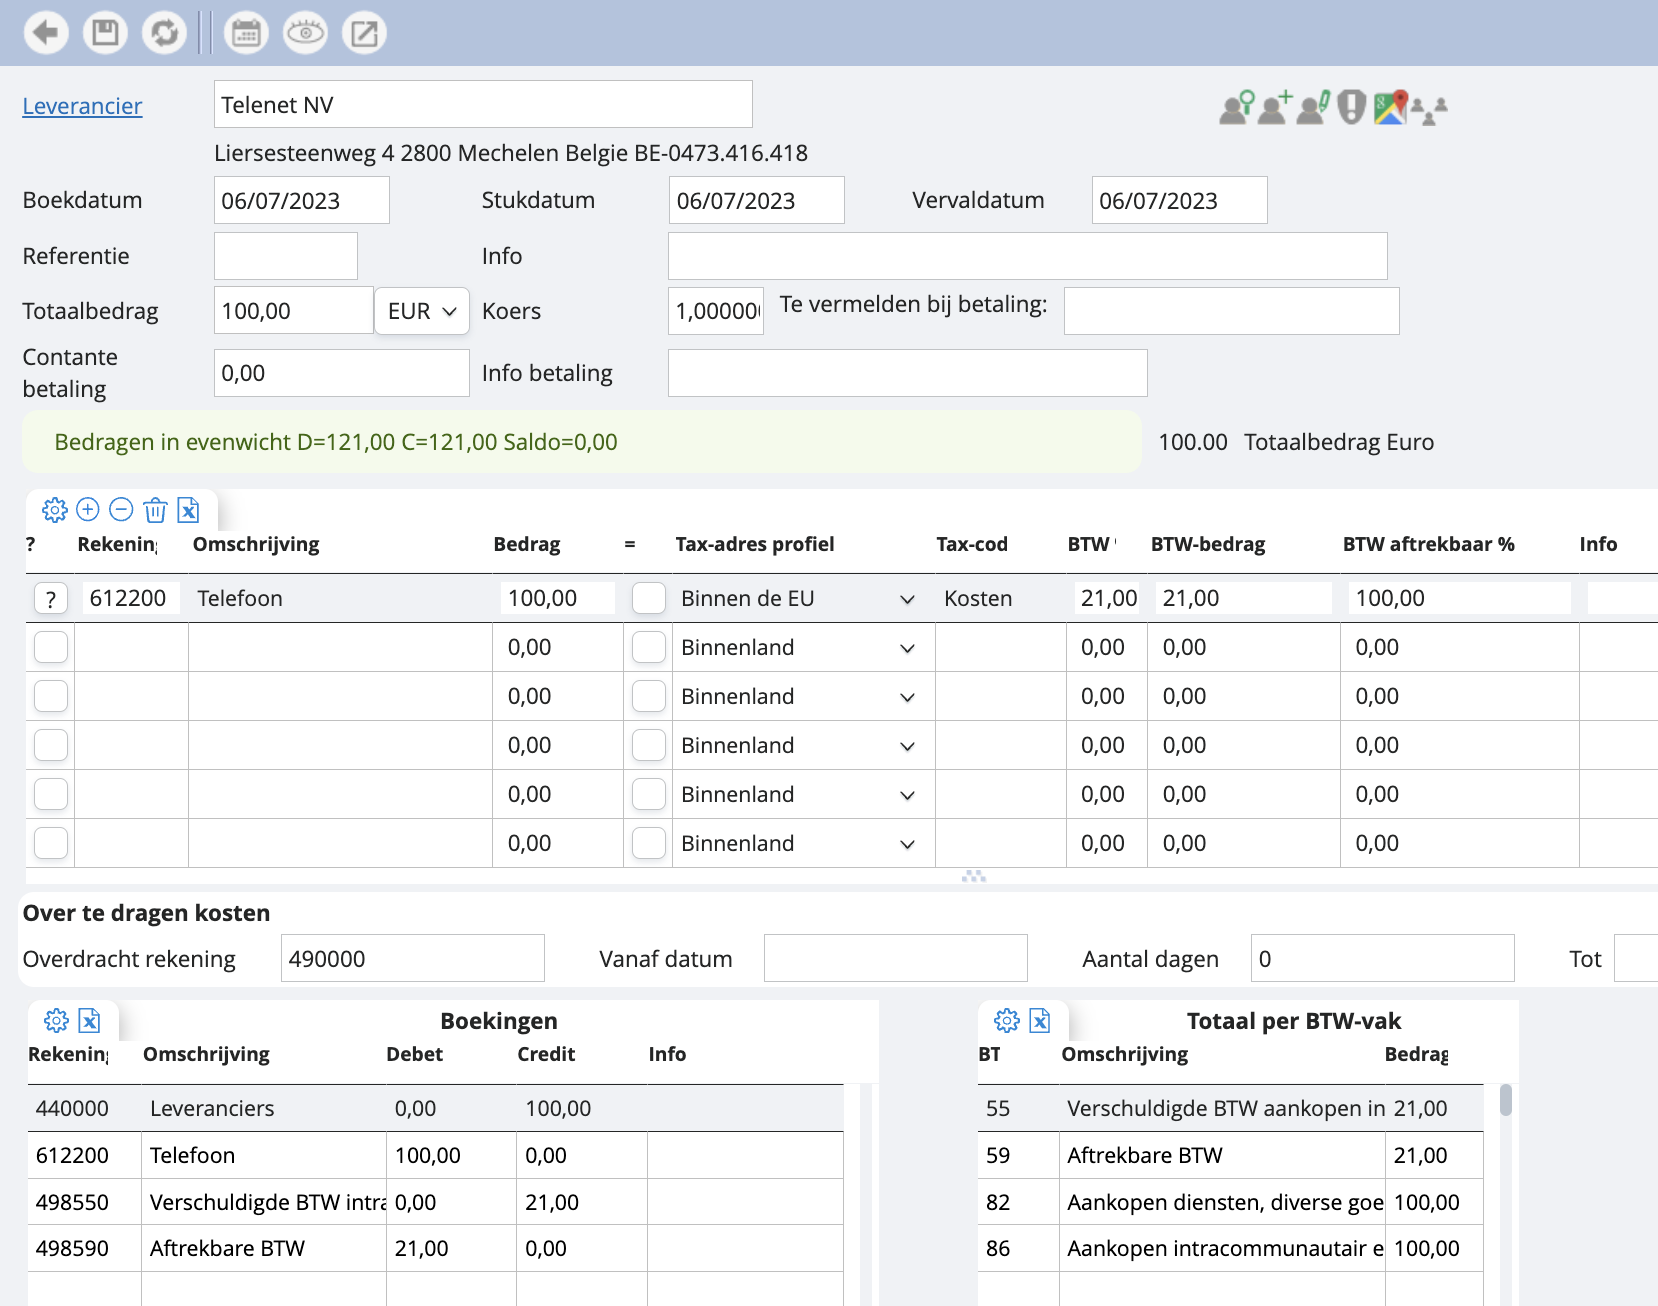 Leverancier Telenet NV
Liersesteenweg 4 2800 Mechelen Belgie BE-0473.416.418
Boekdatum 06/07/2023 Stukdatum 06/07/2023 Vervaldatum 06/07/2023
Referentie Info
Totaalbedrag 100,00 EUR Koers 1,00000 Te vermelden bij betaling:
Contante betaling 0,00 Info betaling
Bedragen in evenwicht D=121,00 C=121,00 Saldo=0,00 100.00 Totaalbedrag Euro
? Rekening Omschrijving Bedrag = Tax-adres profiel Tax-cod BTW BTW-bedrag BTW aftrekbaar % Info
? 612200 Telefoon 100,00 Binnen de EU Kosten 21,00 21,00 100,00
0,00 Binnenland 0,00 0,00 0,00
0,00 Binnenland 0,00 0,00 0,00
0,00 Binnenland 0,00 0,00 0,00
0,00 Binnenland 0,00 0,00 0,00
0,00 Binnenland 0,00 0,00 0,00
Over te dragen kosten
Overdracht rekening 490000 Vanaf datum Aantal dagen 0 Tot
Boekingen
Rekening Omschrijving Debet Credit Info
440000 Leveranciers 0,00 100,00
612200 Telefoon 100,00 0,00
498550 Verschuldigde BTW intra 0,00 21,00
498590 Aftrekbare BTW 21,00 0,00
Totaal per BTW-vak
BT Omschrijving Bedrag
55 Verschuldigde BTW aankopen in 21,00
59 Aftrekbare BTW 21,00
82 Aankopen diensten, diverse goe 100,00
86 Aankopen intracommunautair e 100,00